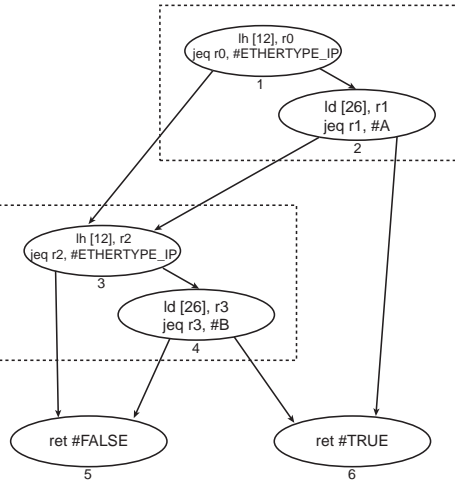 lh [12], r0
jeq r0, #ETHERTYPE_IP
1
ld [26], r1
jeq r1, #A
2
lh [12], r2
jeq r2, #ETHERTYPE_IP
3
ld [26], r3
jeq r3, #B
4
ret #FALSE
5
ret #TRUE
6